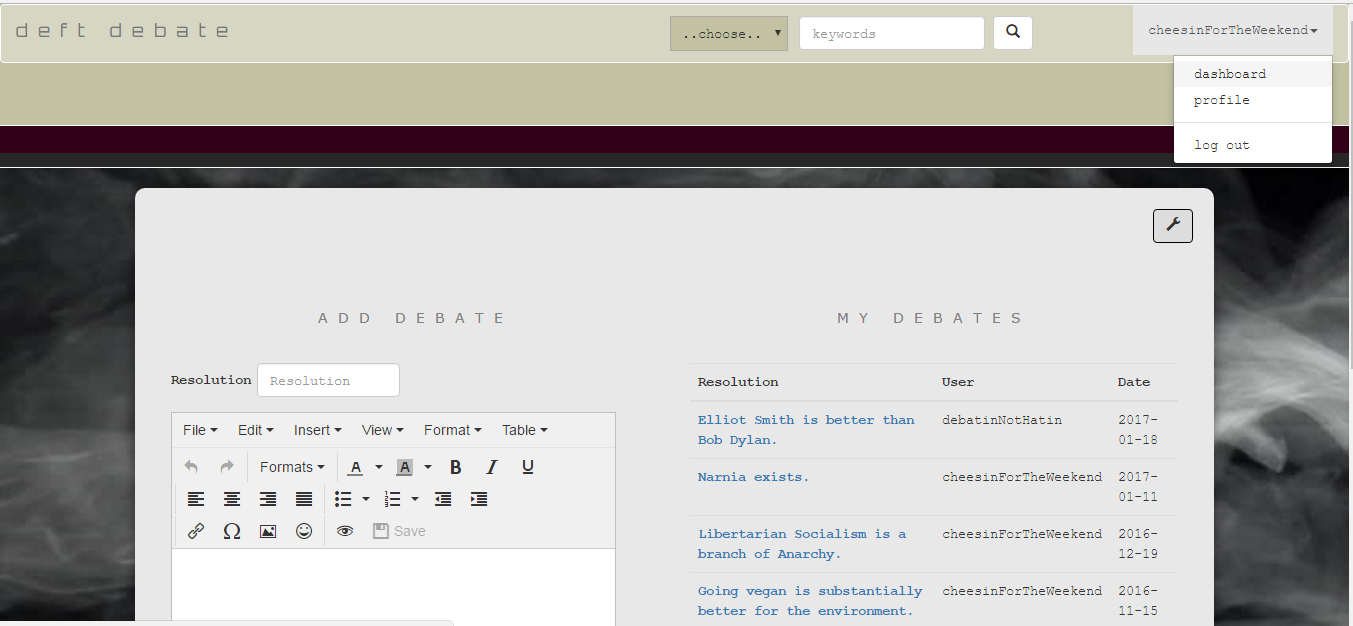 deft debate
..choose..
keywords
cheesinForTheWeekend
dashboard
profile
log out
ADD DEBATE
Resolution
Resolution
File Edit Insert View Format Table
Formats A A B I U
Save
MY DEBATES
Resolution User Date
Elliot Smith is better than debatinNotHatin 2017-
Bob Dylan. 01-18
Narnia exists. cheesinForTheWeekend 2017-
01-11
Libertarian Socialism is a cheesinForTheWeekend 2016-
branch of Anarchy. 12-19
Going vegan is substantially cheesinForTheWeekend 2016-
better for the environment. 11-15